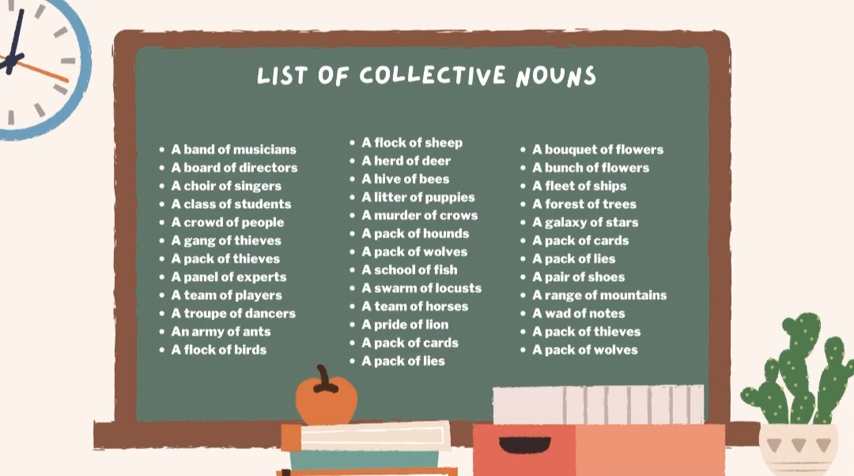 LIST OF COLLECTIVE NOUNS
• A band of musicians
• A board of directors
• A choir of singers
• A class of students
• A crowd of people
• A gang of thieves
• A pack of thieves
• A panel of experts
• A team of players
• A troupe of dancers
• An army of ants
• A flock of birds
• A flock of sheep
• A herd of deer
• A hive of bees
• A litter of puppies
• A murder of crows
• A pack of hounds
• A pack of wolves
• A school of fish
• A swarm of locusts
• A team of horses
• A pride of lion
• A pack of cards
• A pack of lies
• A bouquet of flowers
• A bunch of flowers
• A fleet of ships
• A forest of trees
• A galaxy of stars
• A pack of cards
• A pack of lies
• A pair of shoes
• A range of mountains
• A wad of notes
• A pack of thieves
• A pack of wolves